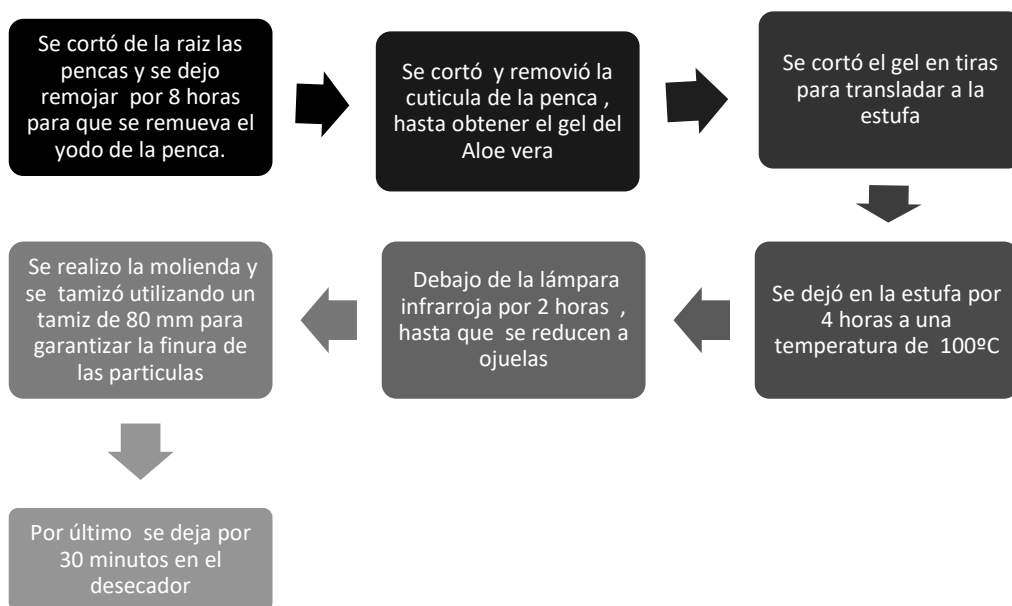 Se cortó de la raiz las
pencas y se dejo
remojar por 8 horas
para que se remueva el
yodo de la penca.
Se cortó y removió la
cuticula de la penca ,
hasta obtener el gel del
Aloe vera
Se cortó el gel en tiras
para transladar a la
estufa
Se dejó en la estufa por
4 horas a una
temperatura de 100ºC
Debajo de la lámpara
infrarroja por 2 horas ,
hasta que se reducen a
ojuelas
Se realizo la molienda y
se tamizó utilizando un
tamiz de 80 mm para
garantizar la finura de
las particulas
Por último se deja por
30 minutos en el
desecador